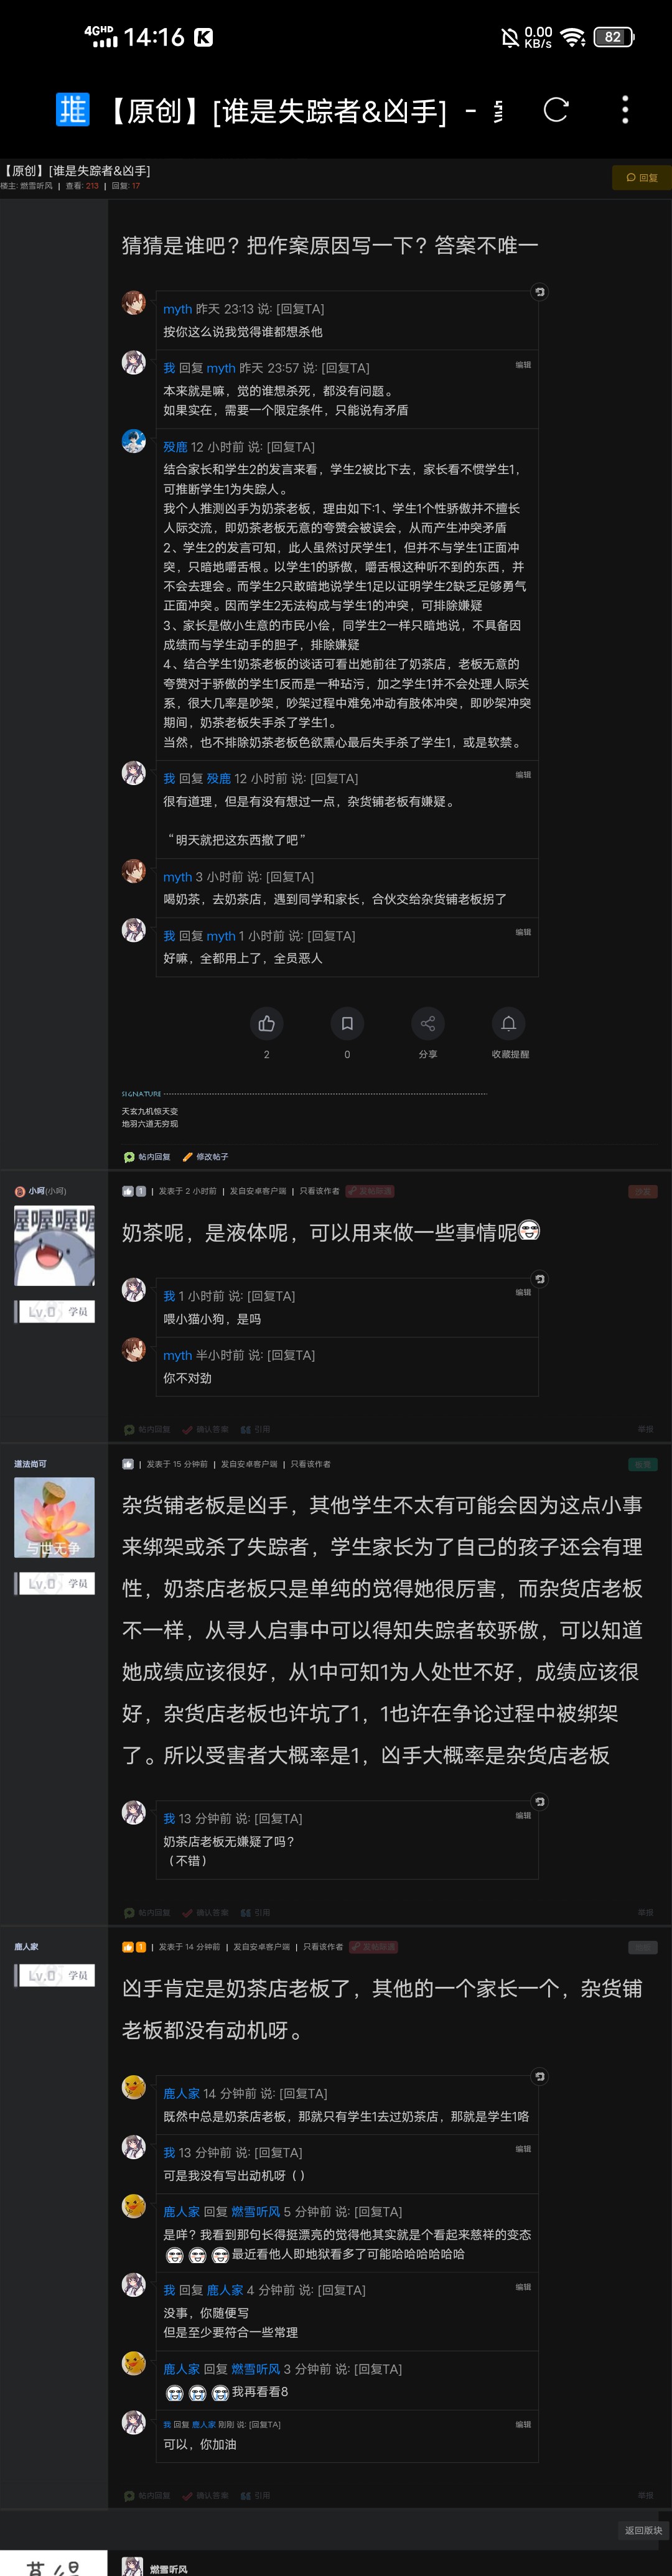 4GHD 14:16 K 0.00 KB/s 82
推 【原创】[谁是失踪者&凶手] -
【原创】[谁是失踪者&凶手]
楼主: 燃雪听风 | 查看: 213 | 回复: 17
回复
猜猜是谁吧？把作案原因写一下？答案不唯一
myth 昨天 23:13 说: [回复TA]
按你这么说我觉得谁都想杀他
我 回复 myth 昨天 23:57 说: [回复TA] 编辑
本来就是嘛，觉的谁想杀死，都没有问题。
如果实在，需要一个限定条件，只能说有矛盾
殁鹿 12 小时前 说: [回复TA]
结合家长和学生2的发言来看，学生2被比下去，家长看不惯学生1，
可推断学生1为失踪人。
我个人推测凶手为奶茶老板，理由如下:1、学生1个性骄傲并不擅长
人际交流，即奶茶老板无意的夸赞会被误会，从而产生冲突矛盾
2、学生2的发言可知，此人虽然讨厌学生1，但并不与学生1正面冲
突，只暗地嚼舌根。以学生1的骄傲，嚼舌根这种听不到的东西，并
不会去理会。而学生2只敢暗地说学生1足以证明学生2缺乏足够勇气
正面冲突。因而学生2无法构成与学生1的冲突，可排除嫌疑
3、家长是做小生意的市民小俭，同学生2一样只暗地说，不具备因
成绩而与学生动手的胆子，排除嫌疑
4、结合学生1奶茶老板的谈话可看出她前往了奶茶店，老板无意的
夸赞对于骄傲的学生1反而是一种玷污，加之学生1并不会处理人际关
系，很大几率是吵架，吵架过程中难免冲动有肢体冲突，即吵架冲突
期间，奶茶老板失手杀了学生1。
当然，也不排除奶茶老板色欲熏心最后失手杀了学生1，或是软禁。
我 回复 殁鹿 12 小时前 说: [回复TA] 编辑
很有道理，但是有没有想过一点，杂货铺老板有嫌疑。
“明天就把这东西撤了吧”
myth 3 小时前 说: [回复TA]
喝奶茶，去奶茶店，遇到同学和家长，合伙交给杂货铺老板拐了
我 回复 myth 1 小时前 说: [回复TA] 编辑
好嘛，全都用上了，全员恶人
2 0 分享 收藏提醒
SIGNATURE
天玄九机惊天变
地羽六道无穷现
帖内回复 修改帖子
小呵(小呵)
喔喔喔喔
Lv.0 学员
1 | 发表于 2 小时前 | 发自安卓客户端 | 只看该作者
奶茶呢，是液体呢，可以用来做一些事情呢
我 1 小时前 说: [回复TA] 编辑
喂小猫小狗，是吗
myth 半小时前 说: [回复TA]
你不对劲
帖内回复 确认答案 引用 举报
道法尚可
与世无争
Lv.0 学员
| 发表于 15 分钟前 | 发自安卓客户端 | 只看该作者
杂货铺老板是凶手，其他学生不太有可能会因为这点小事
来绑架或杀了失踪者，学生家长为了自己的孩子还会有理
性，奶茶店老板只是单纯的觉得她很厉害，而杂货店老板
不一样，从寻人启事中可以得知失踪者较骄傲，可以知道
她成绩应该很好，从1中可知1为人处世不好，成绩应该很
好，杂货店老板也许坑了1，1也许在争论过程中被绑架
了。所以受害者大概率是1，凶手大概率是杂货店老板
我 13 分钟前 说: [回复TA] 编辑
奶茶店老板无嫌疑了吗?
（不错）
帖内回复 确认答案 引用 举报
鹿人家
Lv.0 学员
1 | 发表于 14 分钟前 | 发自安卓客户端 | 只看该作者
凶手肯定是奶茶店老板了，其他的一个家长一个，杂货铺
老板都没有动机呀。
鹿人家 14 分钟前 说: [回复TA]
既然中总是奶茶店老板，那就只有学生1去过奶茶店，那就是学生1咯
我 13 分钟前 说: [回复TA] 编辑
可是我没有写出动机呀（）
鹿人家 回复 燃雪听风 5 分钟前 说: [回复TA]
是咩？我看到那句长得挺漂亮的觉得他其实就是个看起来慈祥的变态
最近看他人即地狱看多了可能哈哈哈哈哈哈
我 回复 鹿人家 4 分钟前 说: [回复TA] 编辑
没事，你随便写
但是至少要符合一些常理
鹿人家 回复 燃雪听风 3 分钟前 说: [回复TA]
我再看看8
我 回复 鹿人家 刚刚 说: [回复TA] 编辑
可以，你加油
帖内回复 确认答案 引用 举报
返回版块
燃雪听风